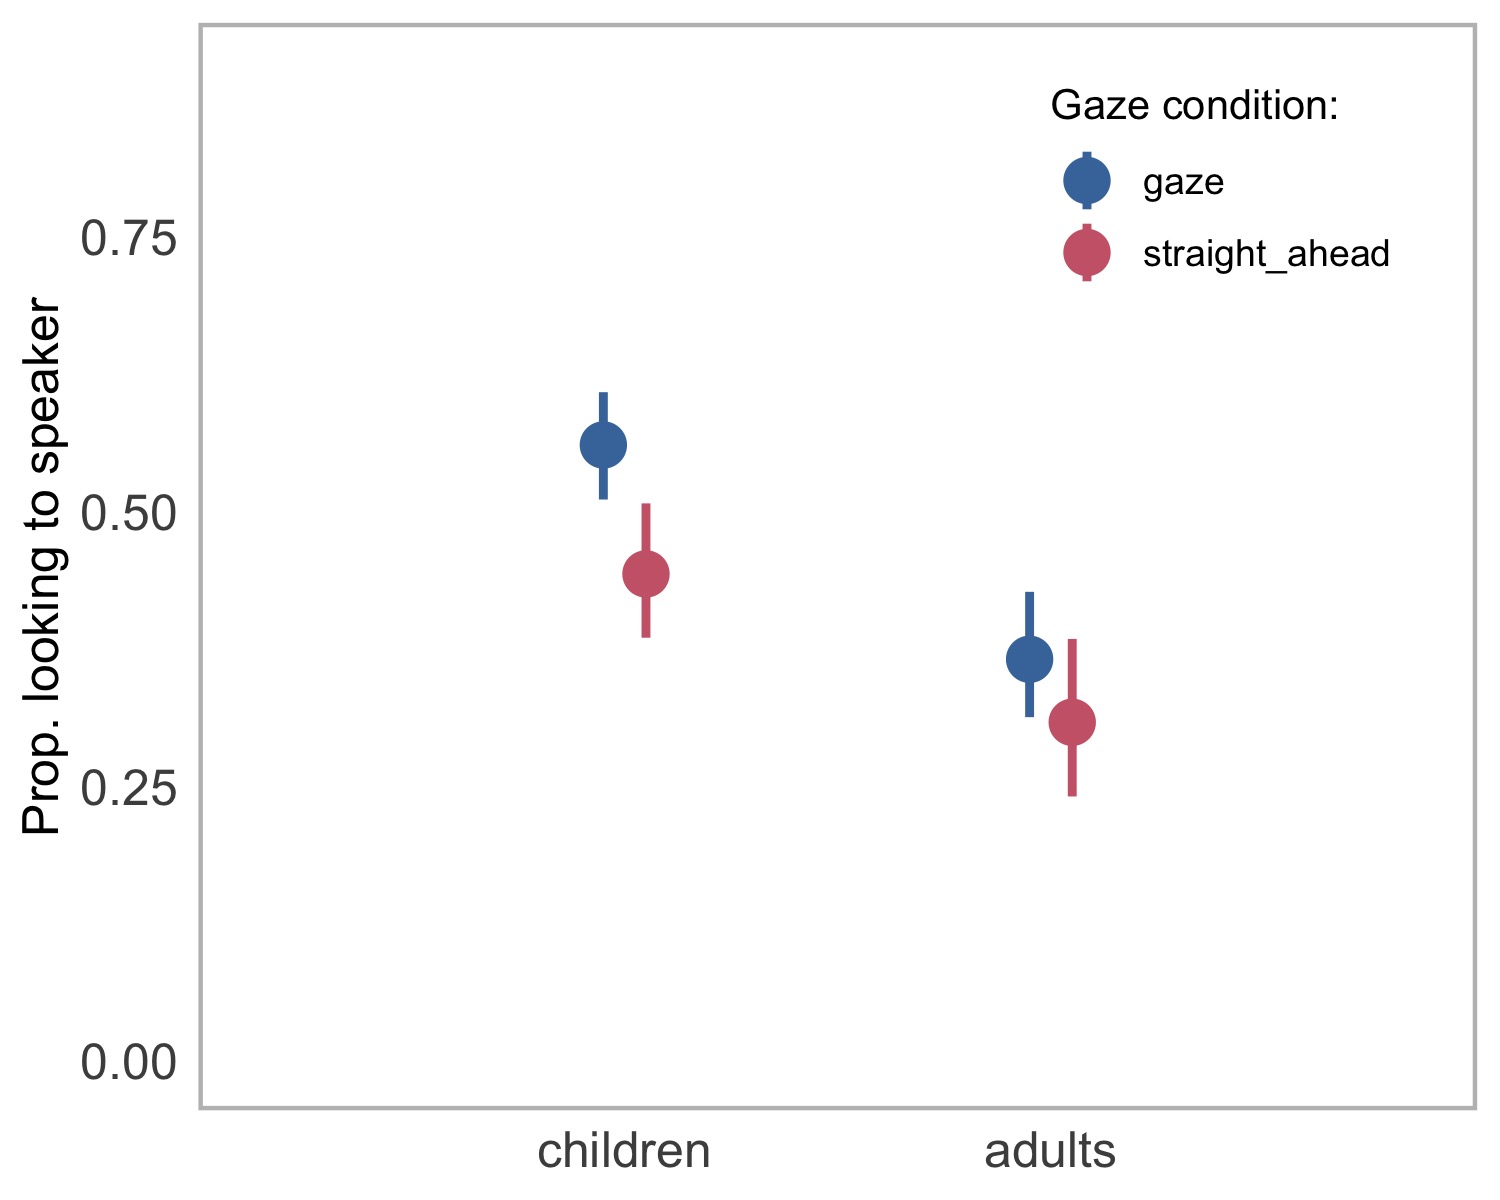 Gaze condition:
gaze
straight_ahead
Prop. looking to speaker
0.75
0.50
0.25
0.00
children
adults